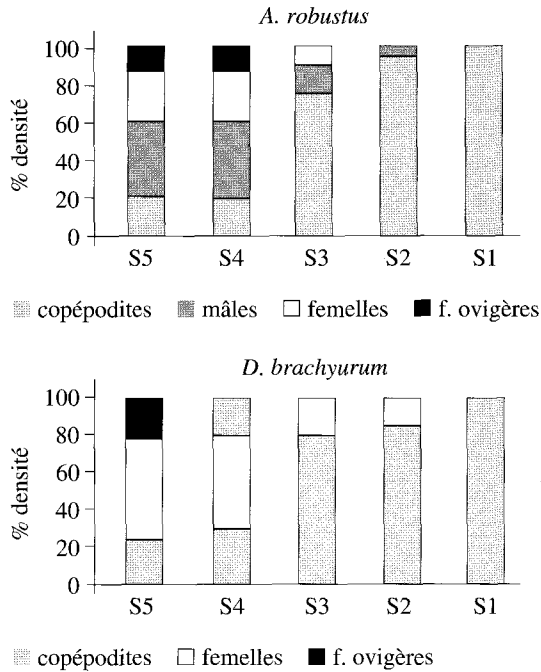 A. robustus
100
80
60
40
20
0
% densité
S5 S4 S3 S2 S1
copépodites mâles femelles f. ovigères
D. brachyurum
100
80
60
40
20
0
% densité
S5 S4 S3 S2 S1
copépodites femelles f. ovigères